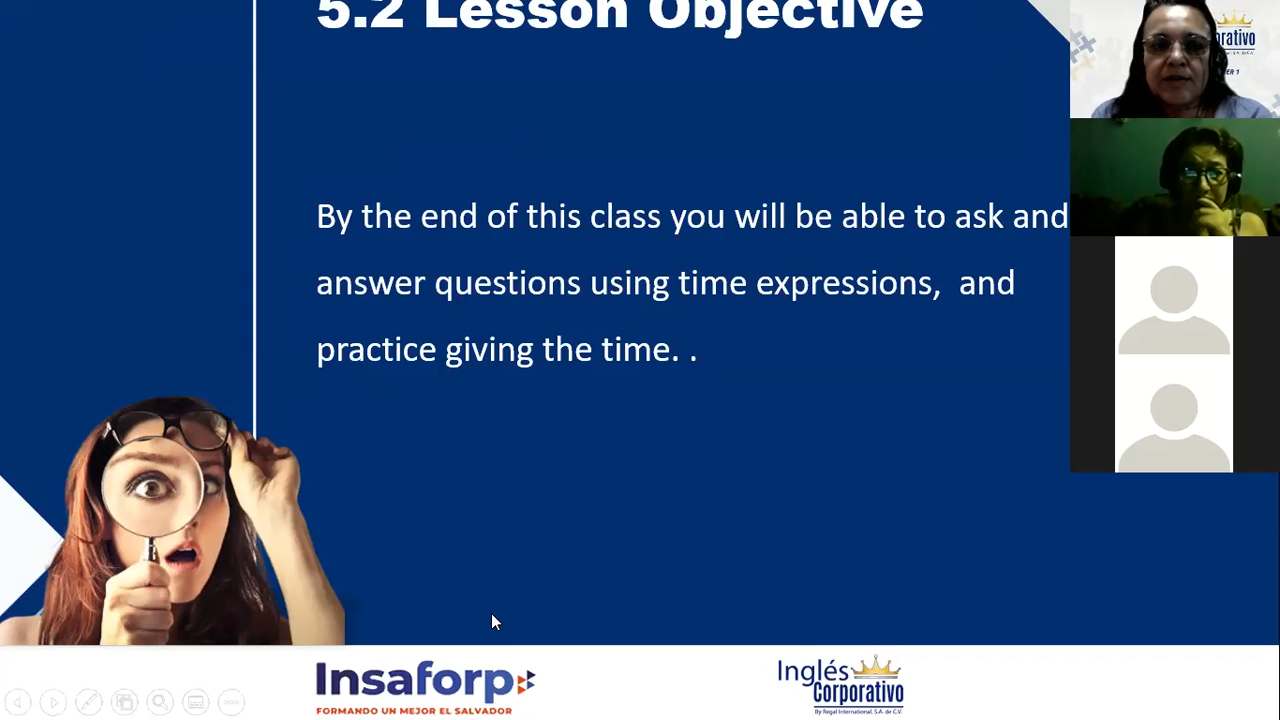 5.2 Lesson Objective
By the end of this class you will be able to ask and
answer questions using time expressions,  and
practice giving the time. .
Insaforp
FORMANDO UN MEJOR EL SALVADOR
Inglés
Corporativo
By Regal International, S.A. de C.V.